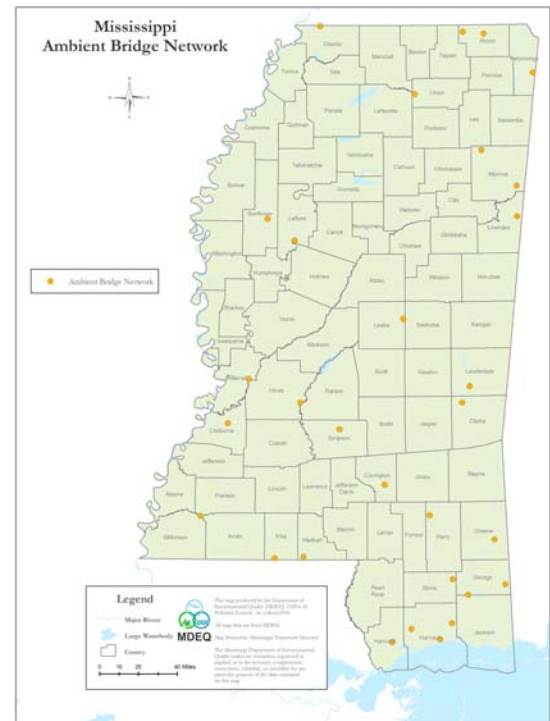 Mississippi
Ambient Bridge Network
Desoto
Marshall
Benton
Tippah
Alcorn
Tishomingo
Tunica
Tate
Prentiss
Union
Panola
Lafayette
Coahoma
Quitman
Pontotoc
Lee
Itawamba
Tallahatchie
Yalobusha
Calhoun
Chickasaw
Monroe
Bolivar
Grenada
Sunflower
Leflore
Carroll
Montgomery
Webster
Clay
Lowndes
Oktibbeha
Choctaw
Washington
Humphreys
Holmes
Attala
Winston
Noxubee
Ambient Bridge Network
Sharkey
Issaquena
Yazoo
Leake
Neshoba
Kemper
Madison
Warren
Hinds
Rankin
Scott
Newton
Lauderdale
Claiborne
Copiah
Simpson
Smith
Jasper
Clarke
Jefferson
Adams
Franklin
Lincoln
Lawrence
Jefferson
Davis
Covington
Jones
Wayne
Wilkinson
Amite
Pike
Walthall
Marion
Lamar
Forrest
Perry
Greene
Pearl
River
Stone
George
Hancock
Harrison
Jackson
Legend
Major Rivers
Large Waterbody
County
0 10 20 40 Miles
MDEQ